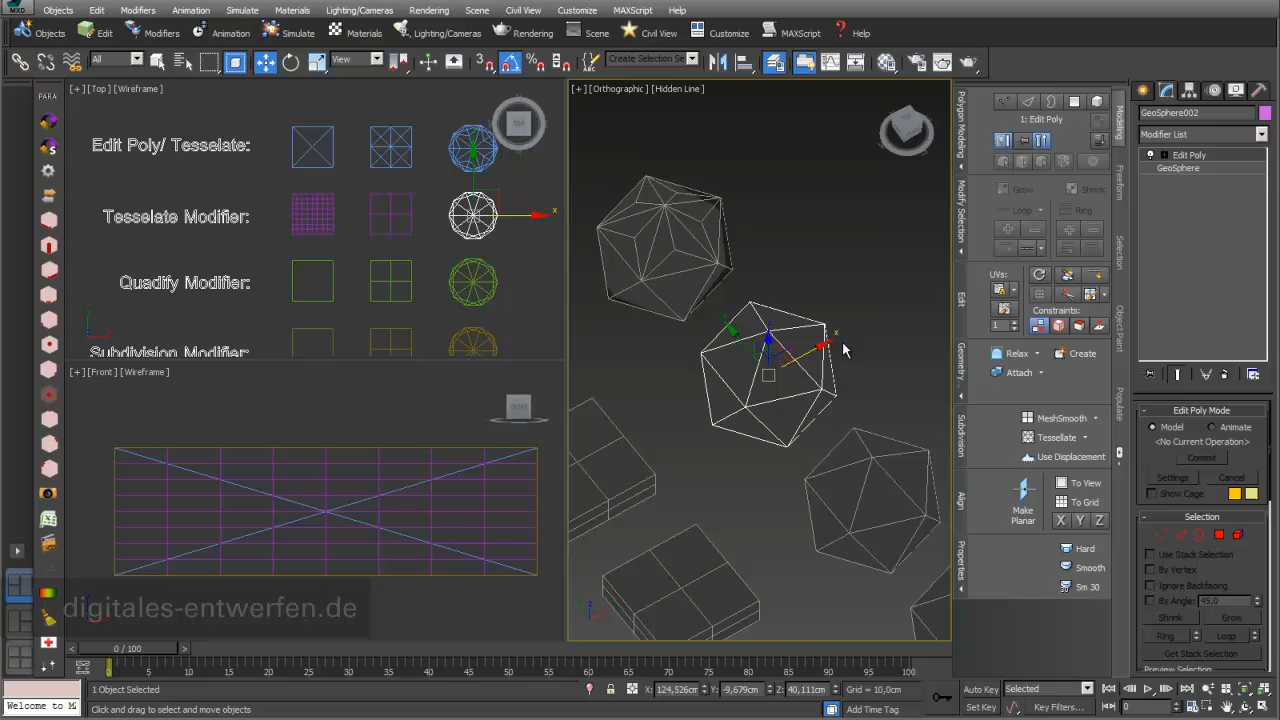 MXD Objects Edit Modifiers Animation Simulate Materials Lighting/Cameras Rendering Scene Civil View Customize MAXScript Help
Objects Edit Modifiers Animation Simulate Materials Lighting/Cameras Rendering Scene Civil View Customize MAXScript Help
All View 3 % Create Selection Se
[+] [Top] [Wireframe]
[+] [Orthographic] [Hidden Line]
PARA
Edit Poly/ Tesselate:
Tesselate Modifier:
x
Quadify Modifier:
Subdivision Modifier:
[+] [Front] [Wireframe]
FRONT
x
z
digitales-entwerfen.de
Polygon Modeling
Modify Selection
Edit
Geometry...
Subdivision
Align
Properties
1: Edit Poly
Grow Shrink
Loop Ring
UVs:
1
Constraints:
Relax Create
Attach
MeshSmooth
Tessellate
Use Displacement
Make Planar
To View
To Grid
X Y Z
Hard
Smooth
Sm 30
Modeling
Freeform
Selection
Object Paint
Populate
GeoSphere002
Modifier List
Edit Poly
GeoSphere
Edit Poly Mode
Model Animate
<No Current Operation>
Commit
Settings Cancel
Show Cage
Selection
Use Stack Selection
By Vertex
Ignore Backfacing
By Angle: 45,0
Shrink Grow
Ring Loop
Get Stack Selection
Preview Selection
< 0 / 100 >
0 5 10 15 20 25 30 35 40 45 50 55 60 65 70 75 80 85 90 95 100
1 Object Selected X: 124,526cm Y: -9,679cm Z: 40,111cm Grid = 10,0cm Auto Key Selected
Welcome to M Click and drag to select and move objects Add Time Tag Set Key Key Filters... 0